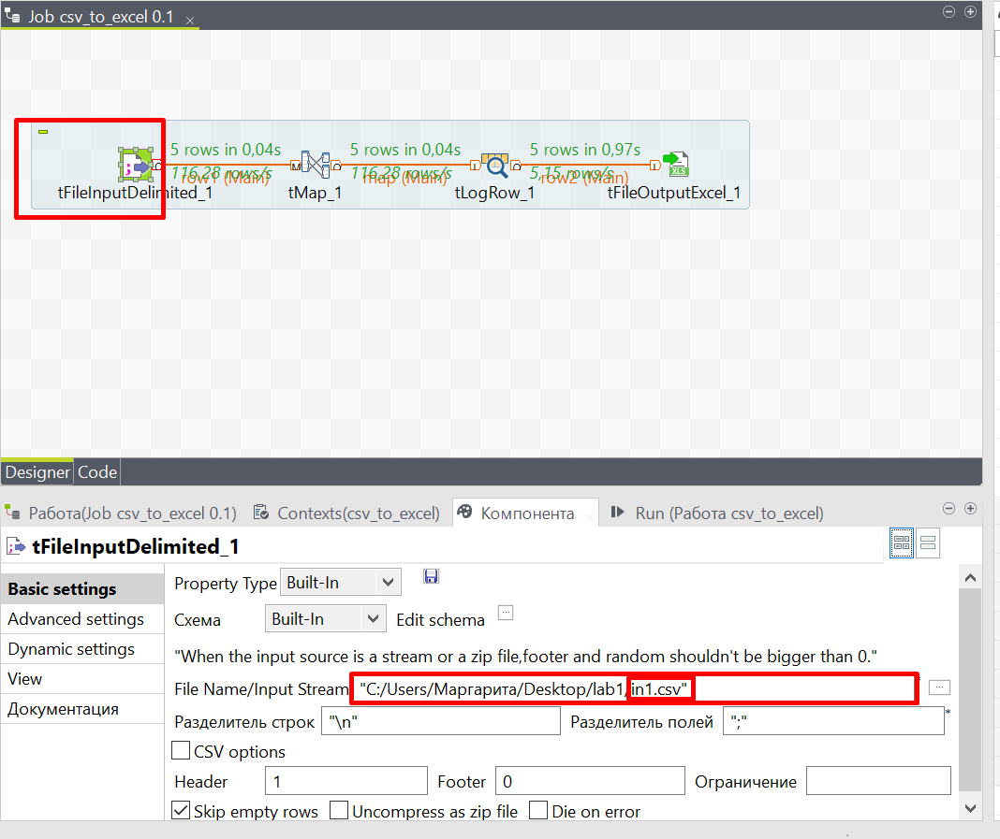 Job csv_to_excel 0.1
5 rows in 0,04s 5 rows in 0,04s 5 rows in 0,97s
116,28 rows/s 116,28 rows/s 5,15 rows/s
row1 (Main) map (Main) row2 (Main)
tFileInputDelimited_1 tMap_1 tLogRow_1 tFileOutputExcel_1
Designer Code
Работа(Job csv_to_excel 0.1) Contexts(csv_to_excel) Компонента Run (Работа csv_to_excel)
tFileInputDelimited_1
Basic settings
Advanced settings
Dynamic settings
View
Документация
Property Type Built-In
Схема Built-In Edit schema ...
"When the input source is a stream or a zip file,footer and random shouldn't be bigger than 0."
File Name/Input Stream "C:/Users/Маргарита/Desktop/lab1/in1.csv" ...
Разделитель строк "\n" Разделитель полей ";" *
CSV options
Header 1 Footer 0 Ограничение
Skip empty rows Uncompress as zip file Die on error